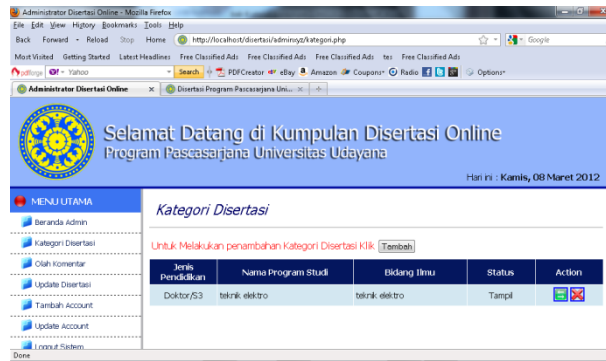 Administrator Disertasi Online - Mozilla Firefox
File Edit View History Bookmarks Tools Help
Back Forward Reload Stop Home http://localhost/disertasi/adminxyz/kategori.php Google
Most Visited Getting Started Latest Headlines Free Classified Ads Free Classified Ads Free Classified Ads tes Free Classified Ads
pdfforge Yahoo Search PDFCreator eBay Amazon Coupons Radio Options
Administrator Disertasi Online Disertasi Program Pascasarjana Uni...
Selamat Datang di Kumpulan Disertasi Online
Program Pascasarjana Universitas Udayana
Hari ini : Kamis, 08 Maret 2012
MENU UTAMA
Beranda Admin
Kategori Disertasi
Olah Komentar
Update Disertasi
Tambah Account
Update Account
Logout Sistem
Kategori Disertasi
Untuk Melakukan penambahan Kategori Disertasi Klik Tambah
Jenis Pendidikan Nama Program Studi Bidang Ilmu Status Action
Doktor/S3 teknik elektro teknik elektro Tampil
Done